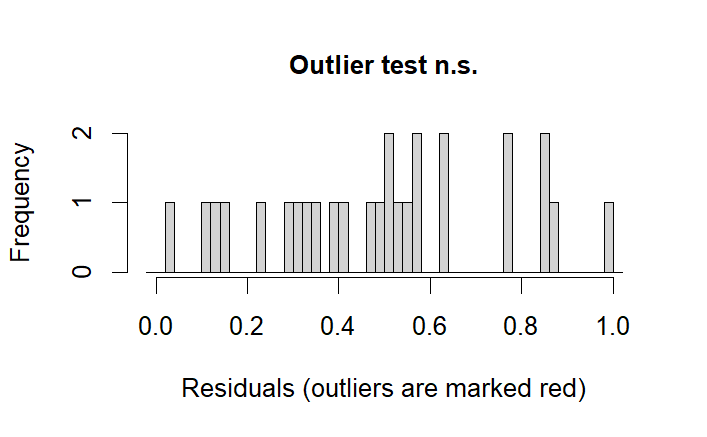 Outlier test n.s.
Frequency
2
1
0
0.0 0.2 0.4 0.6 0.8 1.0
Residuals (outliers are marked red)